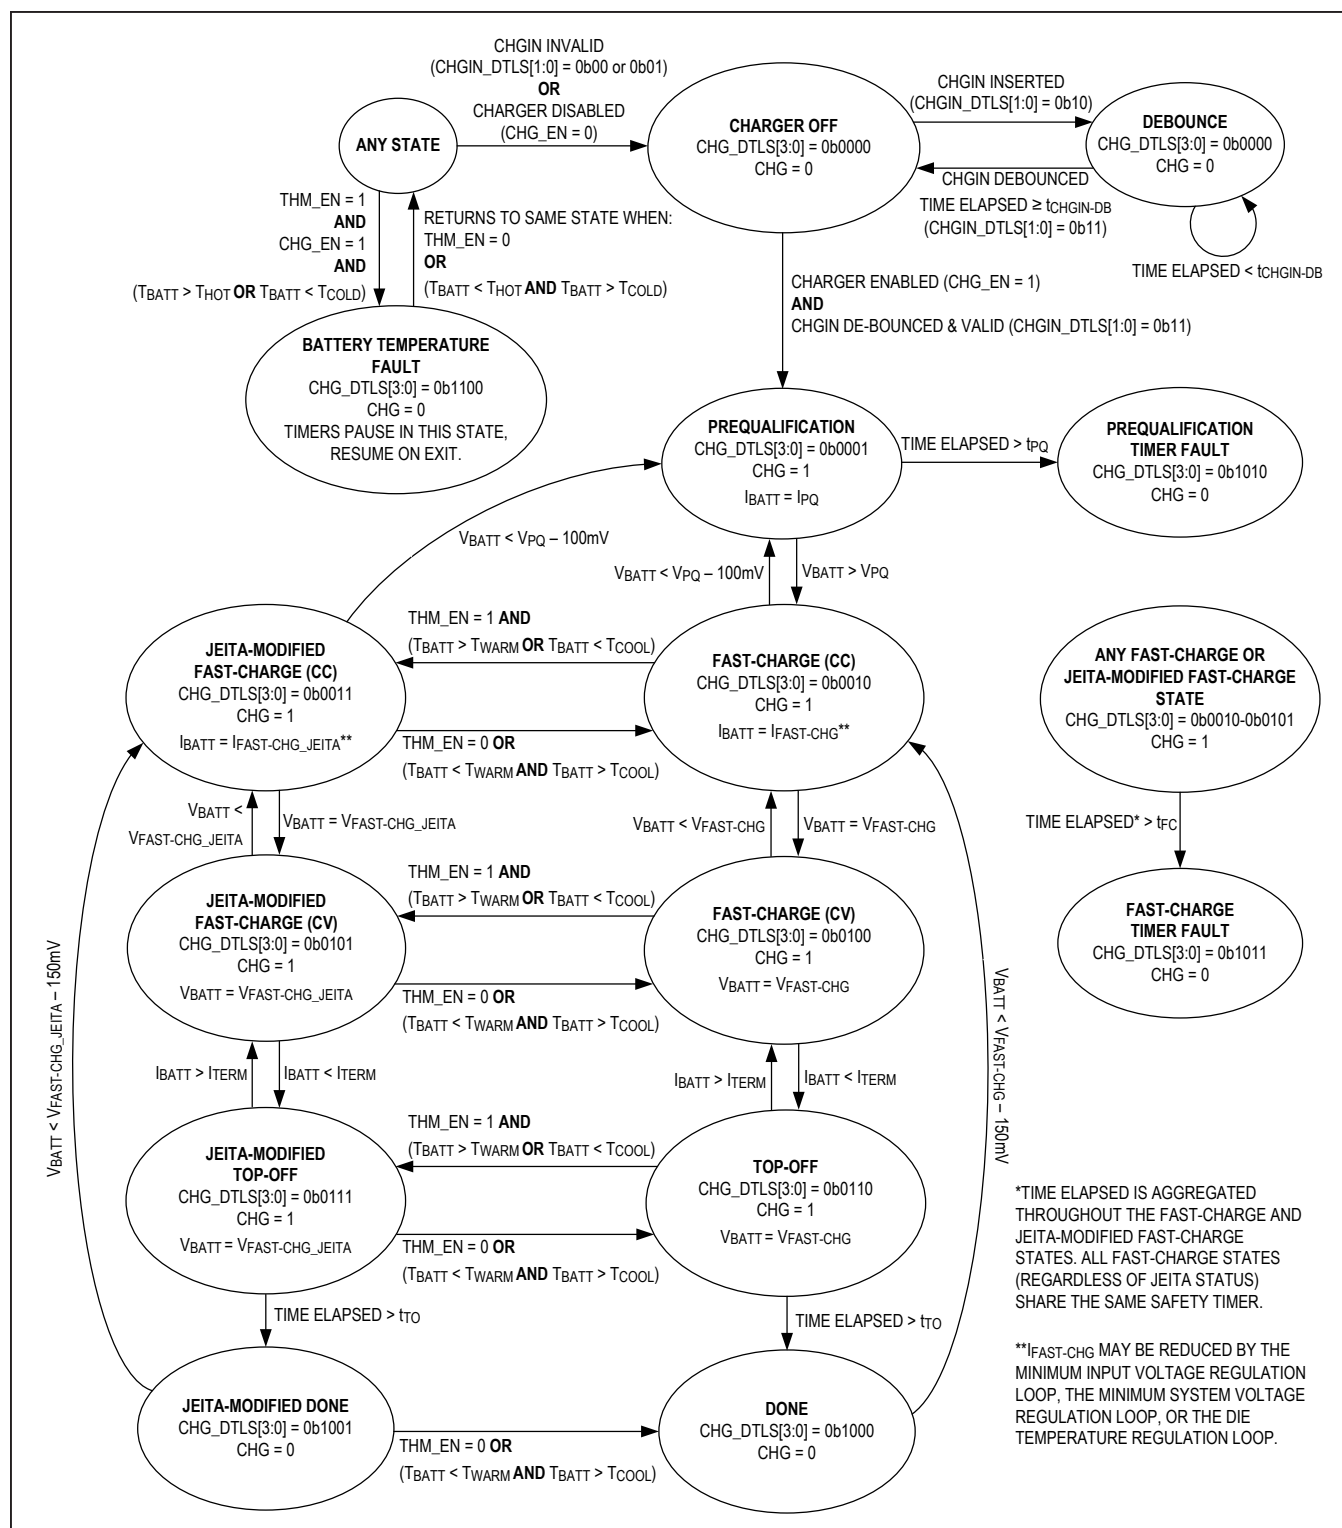 CHGIN INVALID
(CHGIN_DTLS[1:0] = 0b00 or 0b01)
OR
CHARGER DISABLED
(CHG_EN = 0)
ANY STATE
CHARGER OFF
CHG_DTLS[3:0] = 0b0000
CHG = 0
CHGIN INSERTED
(CHGIN_DTLS[1:0] = 0b10)
DEBOUNCE
CHG_DTLS[3:0] = 0b0000
CHG = 0
CHGIN DEBOUNCED
TIME ELAPSED ≥ tCHGIN-DB
(CHGIN_DTLS[1:0] = 0b11)
TIME ELAPSED < tCHGIN-DB
THM_EN = 1
AND
CHG_EN = 1
AND
(TBATT > THOT OR TBATT < TCOLD)
RETURNS TO SAME STATE WHEN:
THM_EN = 0
OR
(TBATT < THOT AND TBATT > TCOLD)
CHARGER ENABLED (CHG_EN = 1)
AND
CHGIN DE-BOUNCED & VALID (CHGIN_DTLS[1:0] = 0b11)
BATTERY TEMPERATURE
FAULT
CHG_DTLS[3:0] = 0b1100
CHG = 0
TIMERS PAUSE IN THIS STATE,
RESUME ON EXIT.
PREQUALIFICATION
CHG_DTLS[3:0] = 0b0001
CHG = 1
IBATT = IPQ
TIME ELAPSED > tPQ
PREQUALIFICATION
TIMER FAULT
CHG_DTLS[3:0] = 0b1010
CHG = 0
VBATT < VPQ – 100mV
VBATT < VPQ – 100mV
VBATT > VPQ
JEITA-MODIFIED
FAST-CHARGE (CC)
CHG_DTLS[3:0] = 0b0011
CHG = 1
IBATT = IFAST-CHG_JEITA**
THM_EN = 1 AND
(TBATT > TWARM OR TBATT < TCOOL)
THM_EN = 0 OR
(TBATT < TWARM AND TBATT > TCOOL)
FAST-CHARGE (CC)
CHG_DTLS[3:0] = 0b0010
CHG = 1
IBATT = IFAST-CHG**
ANY FAST-CHARGE OR
JEITA-MODIFIED FAST-CHARGE
STATE
CHG_DTLS[3:0] = 0b0010-0b0101
CHG = 1
VBATT <
VFAST-CHG_JEITA
VBATT = VFAST-CHG_JEITA
VBATT < VFAST-CHG
VBATT = VFAST-CHG
TIME ELAPSED* > tFC
JEITA-MODIFIED
FAST-CHARGE (CV)
CHG_DTLS[3:0] = 0b0101
CHG = 1
VBATT = VFAST-CHG_JEITA
THM_EN = 1 AND
(TBATT > TWARM OR TBATT < TCOOL)
THM_EN = 0 OR
(TBATT < TWARM AND TBATT > TCOOL)
FAST-CHARGE (CV)
CHG_DTLS[3:0] = 0b0100
CHG = 1
VBATT = VFAST-CHG
FAST-CHARGE
TIMER FAULT
CHG_DTLS[3:0] = 0b1011
CHG = 0
VBATT < VFAST-CHG_JEITA – 150mV
VBATT < VFAST-CHG – 150mV
IBATT > ITERM
IBATT < ITERM
IBATT > ITERM
IBATT < ITERM
JEITA-MODIFIED
TOP-OFF
CHG_DTLS[3:0] = 0b0111
CHG = 1
VBATT = VFAST-CHG_JEITA
THM_EN = 1 AND
(TBATT > TWARM OR TBATT < TCOOL)
THM_EN = 0 OR
(TBATT < TWARM AND TBATT > TCOOL)
TOP-OFF
CHG_DTLS[3:0] = 0b0110
CHG = 1
VBATT = VFAST-CHG
TIME ELAPSED > tTO
TIME ELAPSED > tTO
JEITA-MODIFIED DONE
CHG_DTLS[3:0] = 0b1001
CHG = 0
THM_EN = 0 OR
(TBATT < TWARM AND TBATT > TCOOL)
DONE
CHG_DTLS[3:0] = 0b1000
CHG = 0
*TIME ELAPSED IS AGGREGATED
THROUGHOUT THE FAST-CHARGE AND
JEITA-MODIFIED FAST-CHARGE
STATES. ALL FAST-CHARGE STATES
(REGARDLESS OF JEITA STATUS)
SHARE THE SAME SAFETY TIMER.
**IFAST-CHG MAY BE REDUCED BY THE
MINIMUM INPUT VOLTAGE REGULATION
LOOP, THE MINIMUM SYSTEM VOLTAGE
REGULATION LOOP, OR THE DIE
TEMPERATURE REGULATION LOOP.